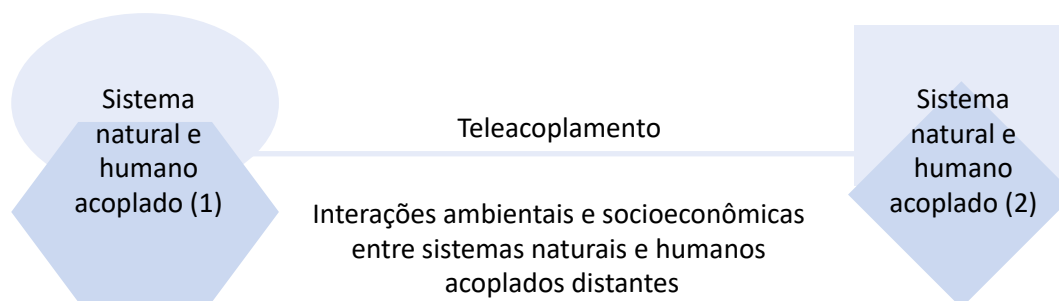 Sistema
natural e
humano
acoplado (1)
Teleacoplamento
Interações ambientais e socioeconômicas
entre sistemas naturais e humanos
acoplados distantes
Sistema
natural e
humano
acoplado (2)